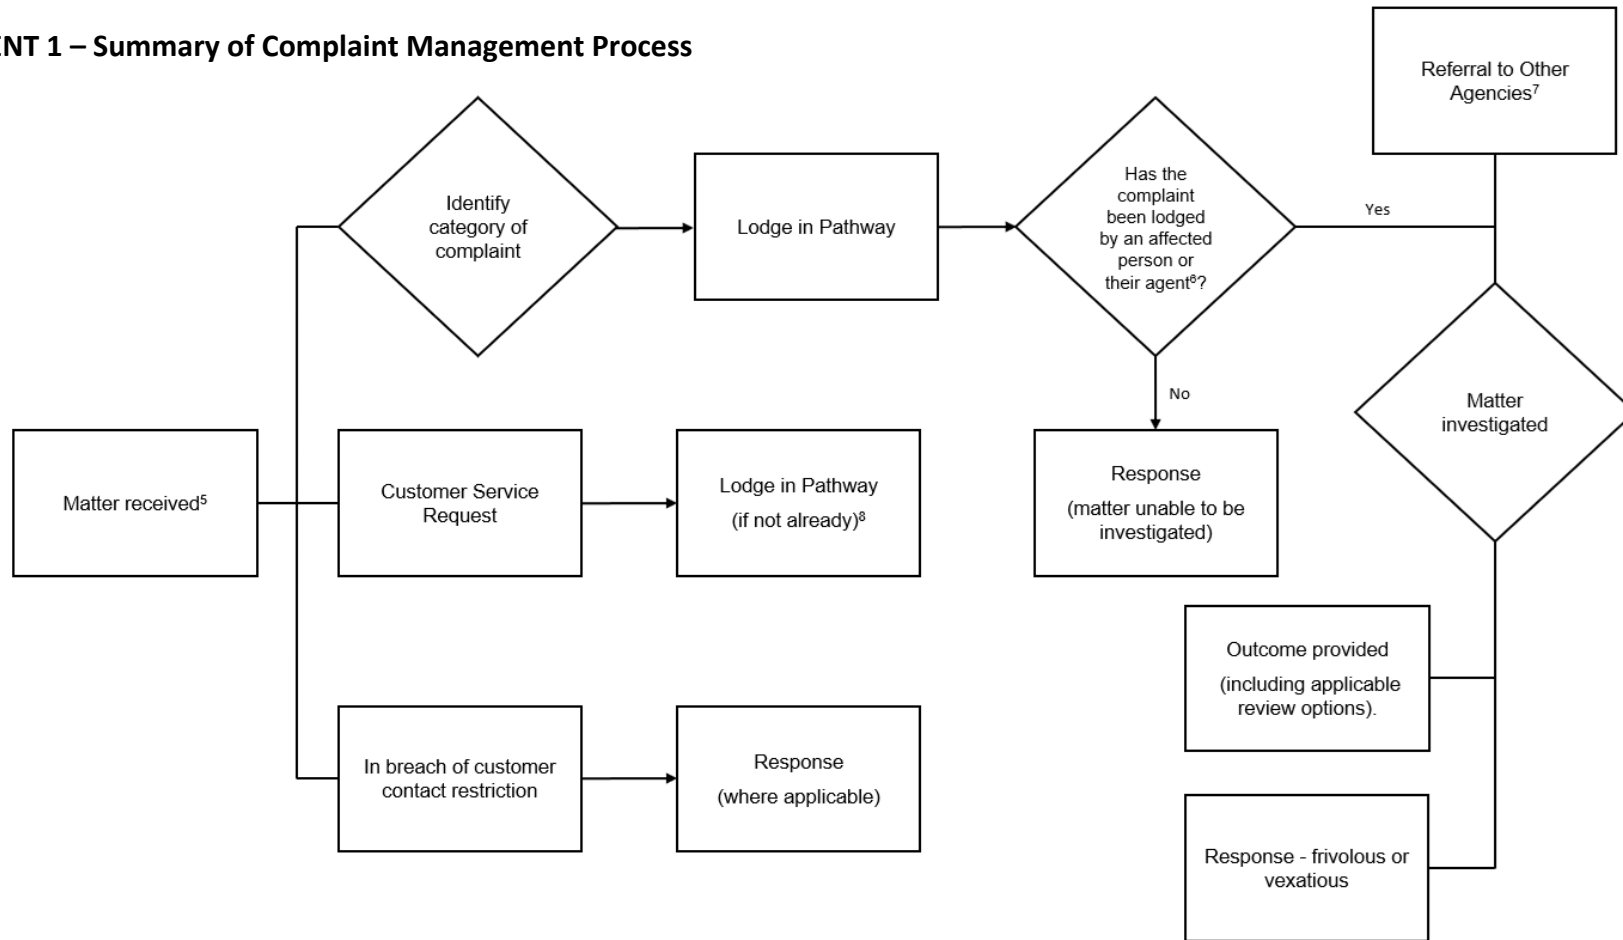 ENT 1 – Summary of Complaint Management Process
Referral to Other
Agencies⁷
Identify
category of
complaint
Lodge in Pathway
Has the
complaint
been lodged
by an affected
person or
their agent⁶?
Yes
No
Matter
investigated
Matter received⁵
Customer Service
Request
Lodge in Pathway
(if not already)⁸
Response
(matter unable to be
investigated)
Outcome provided
(including applicable
review options).
In breach of customer
contact restriction
Response
(where applicable)
Response - frivolous or
vexatious